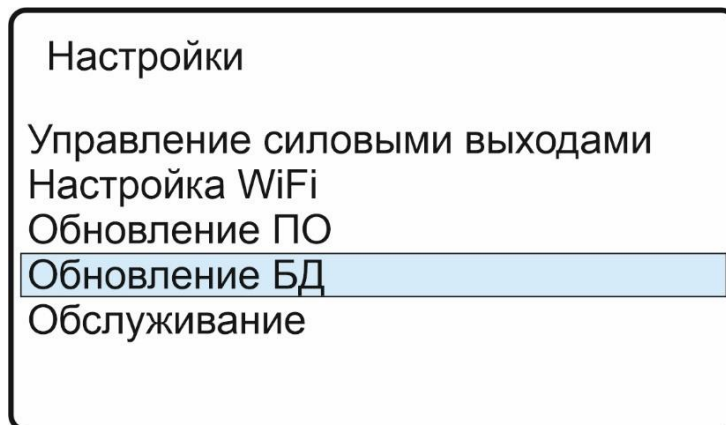 Настройки
Управление силовыми выходами
Настройка WiFi
Обновление ПО
Обновление БД
Обслуживание